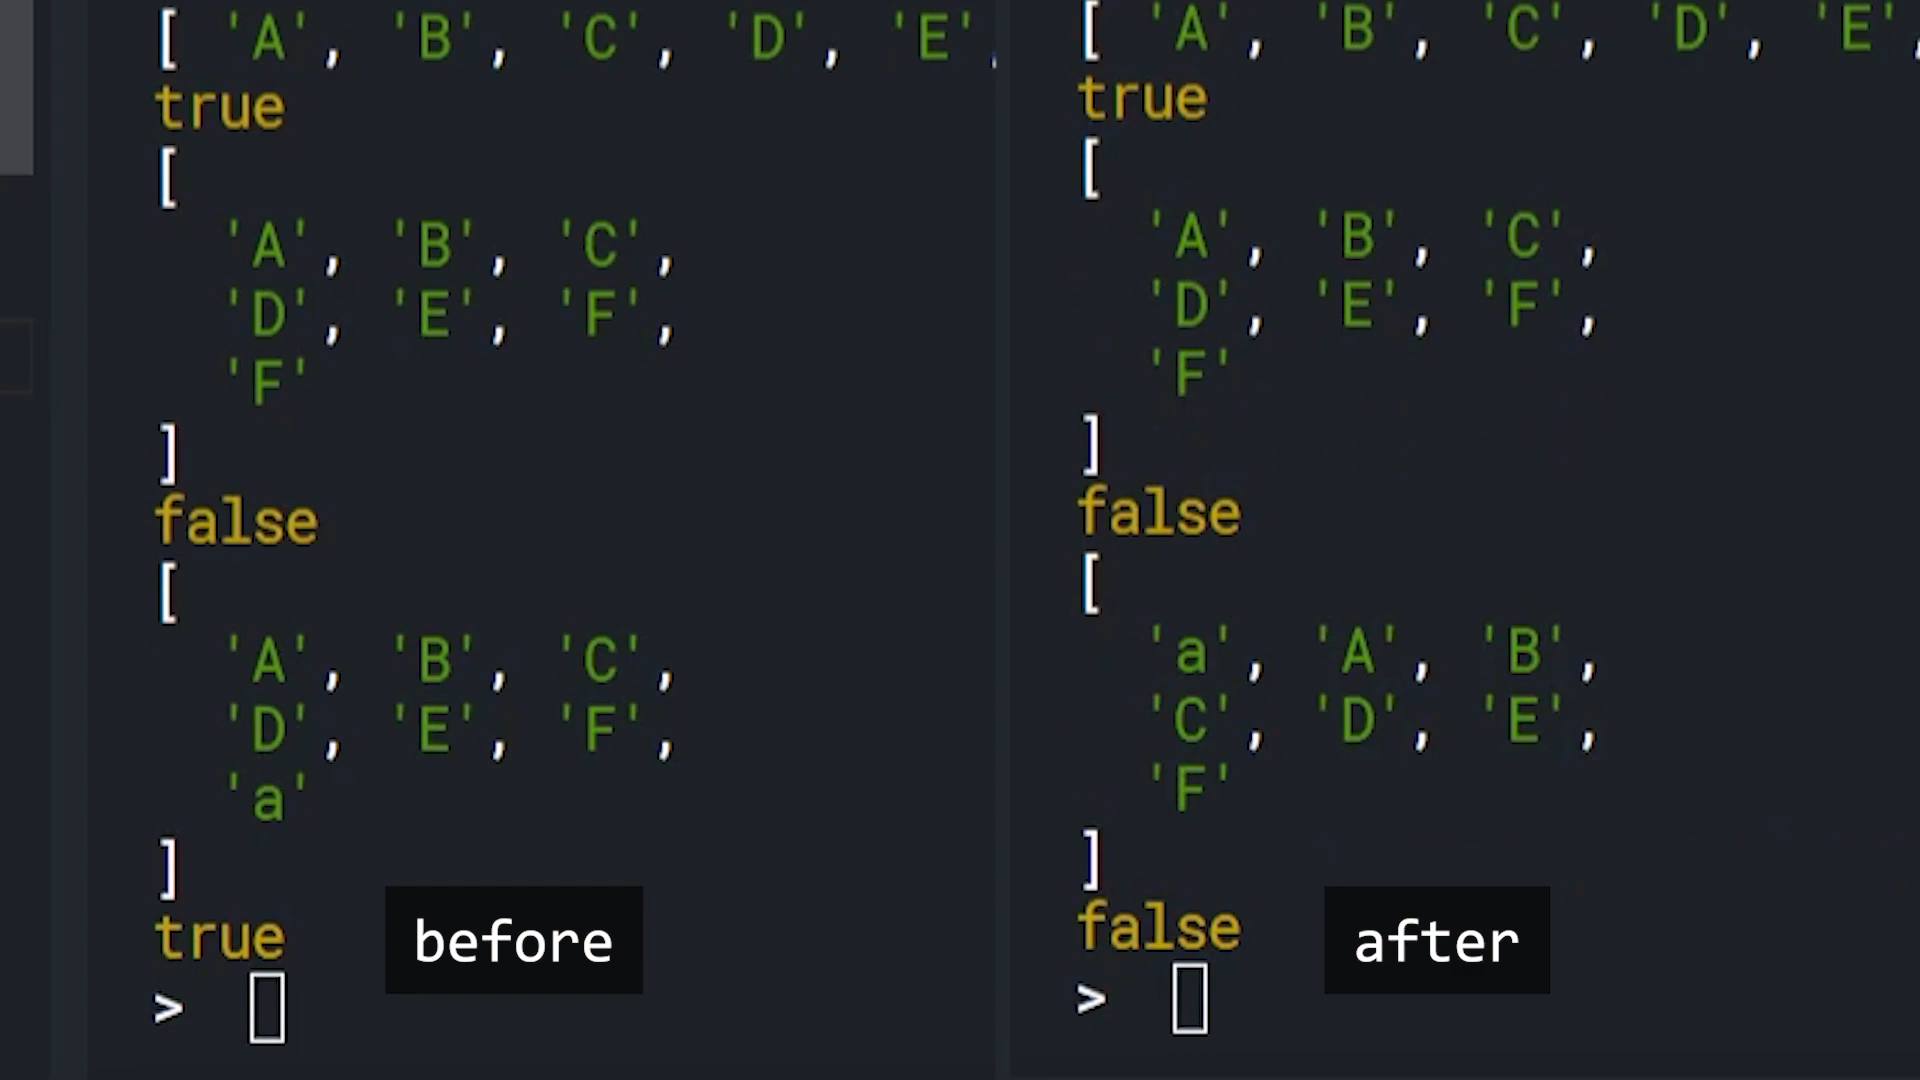 [ 'A', 'B', 'C', 'D', 'E',
true
[
'A', 'B', 'C',
'D', 'E', 'F',
'F'
]
false
[
'A', 'B', 'C',
'D', 'E', 'F',
'a'
]
true
>
before
[ 'A', 'B', 'C', 'D', 'E',
true
[
'A', 'B', 'C',
'D', 'E', 'F',
'F'
]
false
[
'a', 'A', 'B',
'C', 'D', 'E',
'F'
]
false
>
after